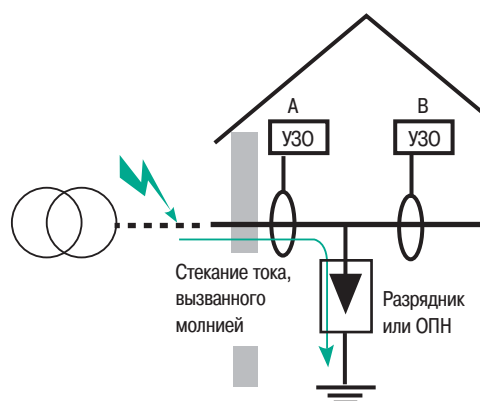 А В
УЗО УЗО
Стекание тока,
вызванного
молнией
Разрядник
или ОПН